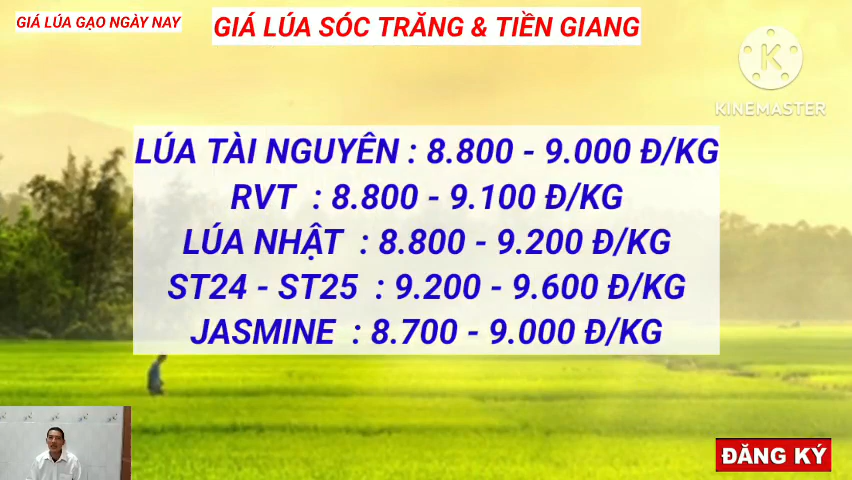 GIÁ LÚA GẠO NGÀY NAY
GIÁ LÚA SÓC TRĂNG & TIỀN GIANG
K
KINEMASTER
LÚA TÀI NGUYÊN : 8.800 - 9.000 Đ/KG
RVT : 8.800 - 9.100 Đ/KG
LÚA NHẬT : 8.800 - 9.200 Đ/KG
ST24 - ST25 : 9.200 - 9.600 Đ/KG
JASMINE : 8.700 - 9.000 Đ/KG
ĐĂNG KÝ